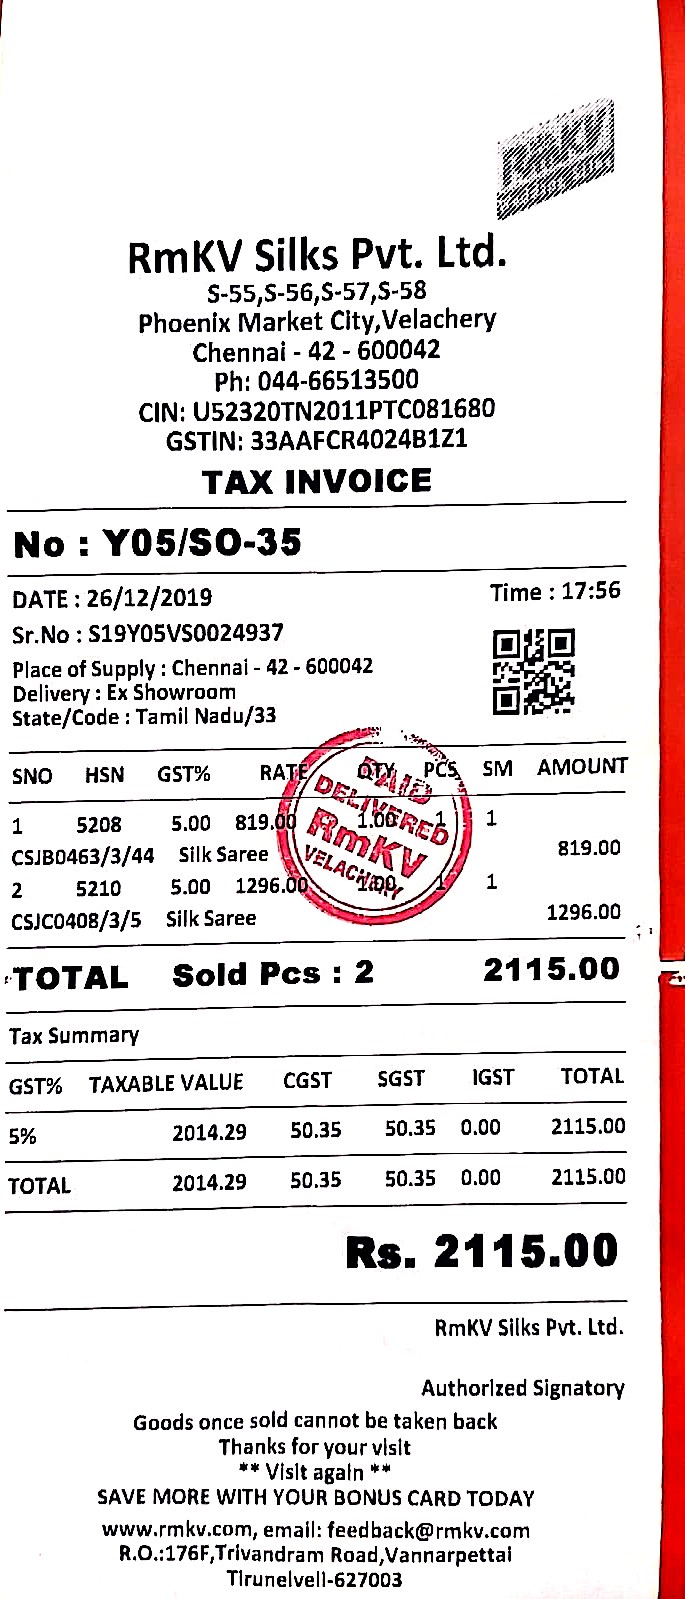 RmKV
RmKV Silks Pvt. Ltd.
S-55,S-56,S-57,S-58
Phoenix Market City,Velachery
Chennai - 42 - 600042
Ph: 044-66513500
CIN: U52320TN2011PTC081680
GSTIN: 33AAFCR4024B1Z1
TAX INVOICE
No : Y05/SO-35
DATE : 26/12/2019 Time : 17:56
Sr.No : S19Y05VS0024937
Place of Supply : Chennai - 42 - 600042
Delivery : Ex Showroom
State/Code : Tamil Nadu/33
SNO HSN GST% RATE QTY PCS SM AMOUNT
1 5208 5.00 819.00 1.00 1 1
CSJB0463/3/44 Silk Saree 819.00
2 5210 5.00 1296.00 1.00 1 1
CSJC0408/3/5 Silk Saree 1296.00
PAID
DELIVERED
RmKV
VELACHERY
TOTAL Sold Pcs : 2 2115.00
Tax Summary
GST% TAXABLE VALUE CGST SGST IGST TOTAL
5% 2014.29 50.35 50.35 0.00 2115.00
TOTAL 2014.29 50.35 50.35 0.00 2115.00
Rs. 2115.00
RmKV Silks Pvt. Ltd.
Authorized Signatory
Goods once sold cannot be taken back
Thanks for your visit
** Visit again **
SAVE MORE WITH YOUR BONUS CARD TODAY
www.rmkv.com, email: feedback@rmkv.com
R.O.:176F,Trivandram Road,Vannarpettai
Tirunelveli-627003